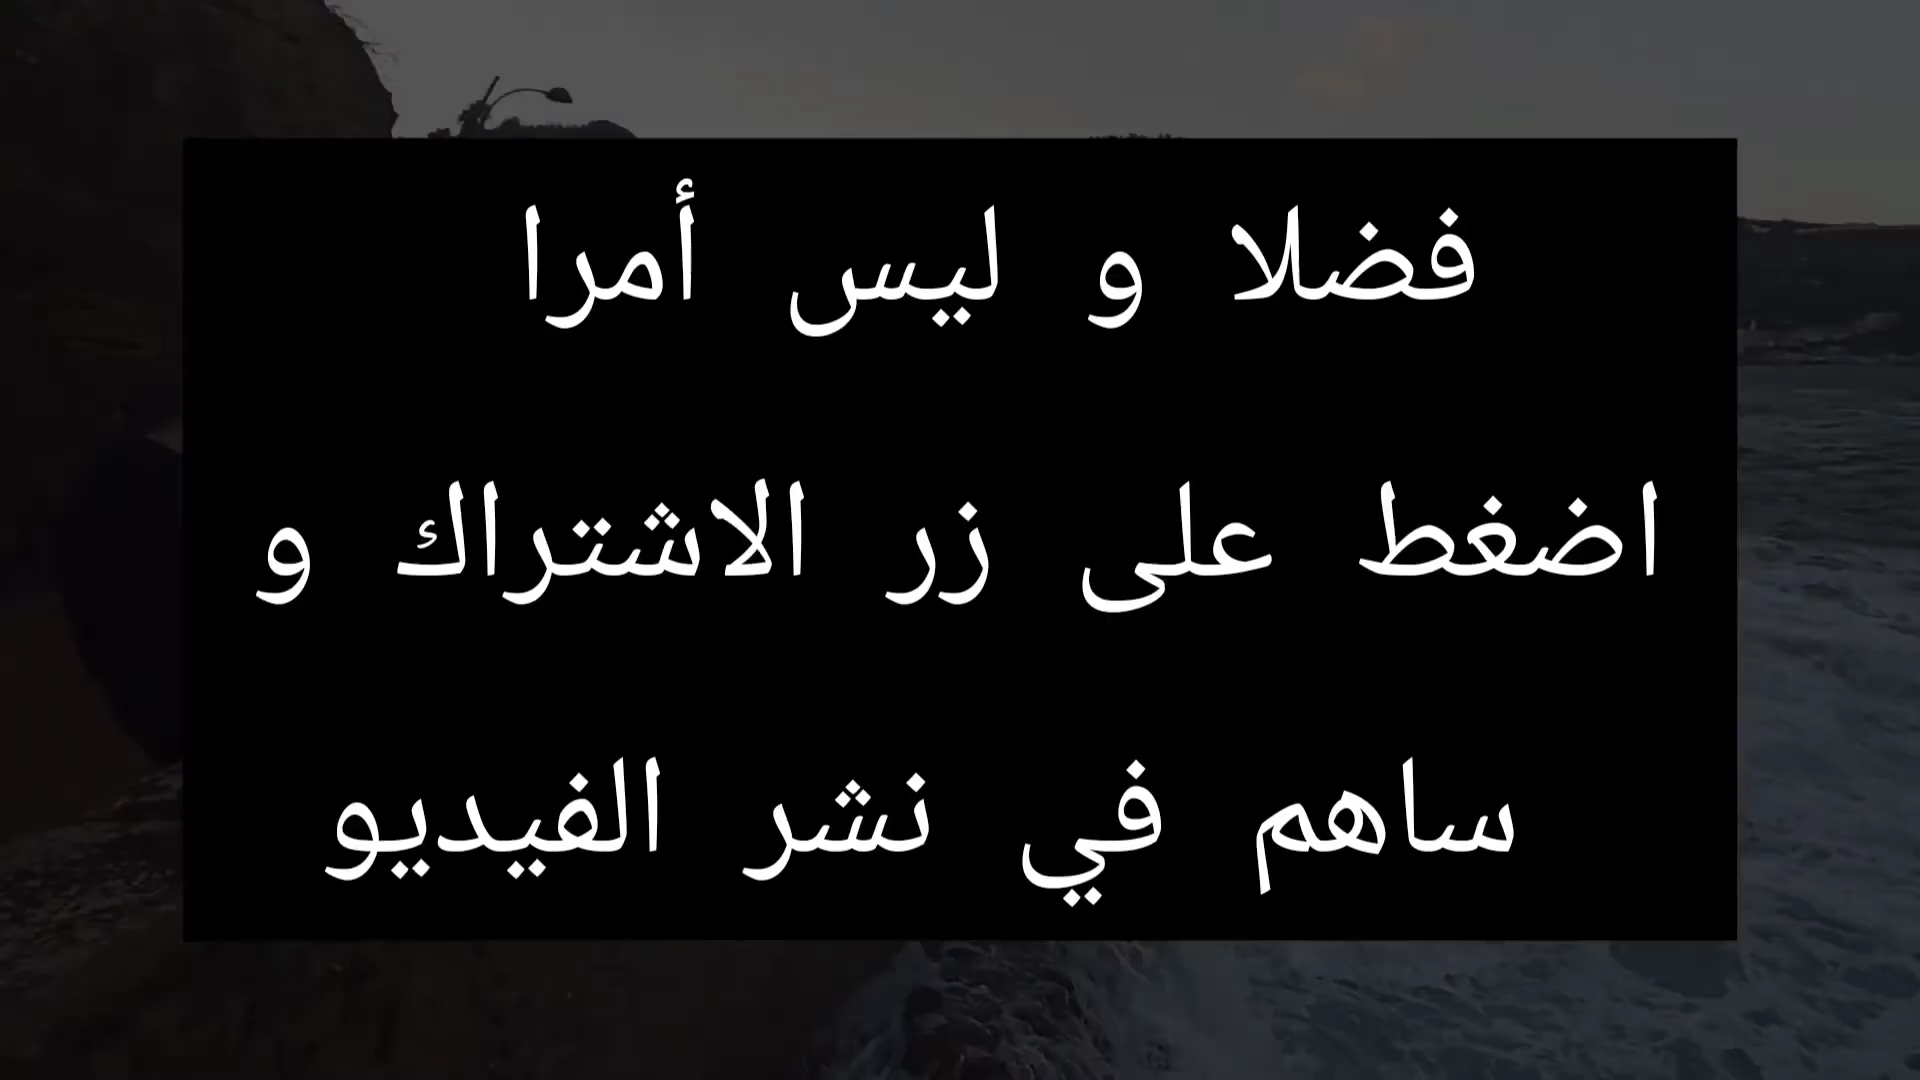 فضلا و ليس أمرا
اضغط على زر الاشتراك و
ساهم في نشر الفيديو